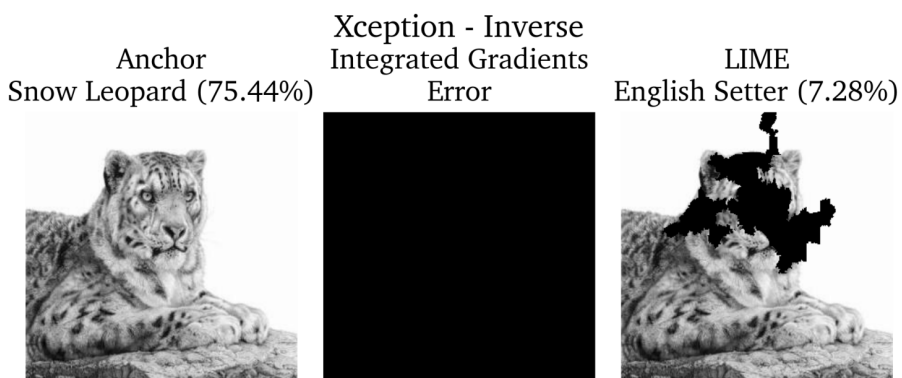 Xception - Inverse
Anchor
Snow Leopard (75.44%)
Integrated Gradients
Error
LIME
English Setter (7.28%)